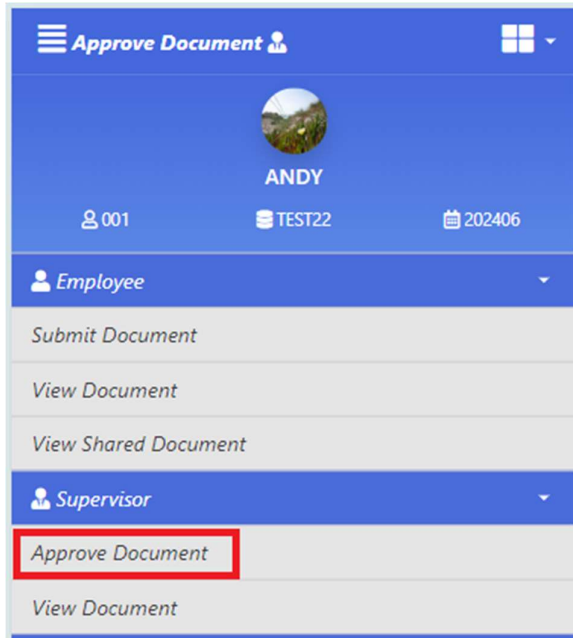 Approve Document
ANDY
001 TEST22 202406
Employee
Submit Document
View Document
View Shared Document
Supervisor
Approve Document
View Document